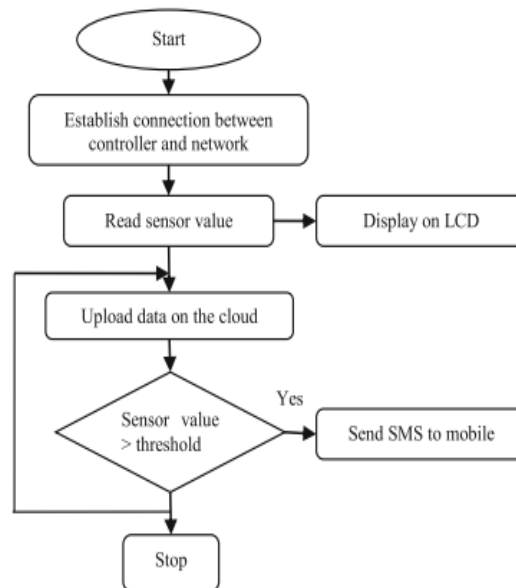 Start
Establish connection between
controller and network
Read sensor value
Display on LCD
Upload data on the cloud
Sensor value
> threshold
Yes
Send SMS to mobile
Stop